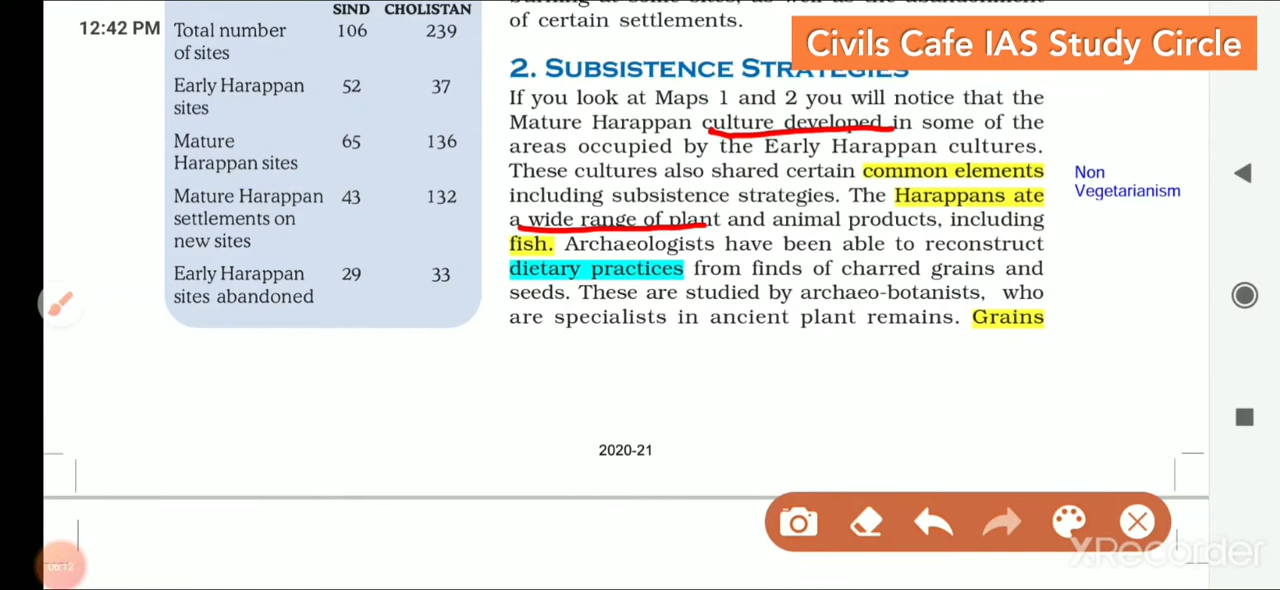 12:42 PM
SIND CHOLISTAN
Total number 106 239
of sites
Early Harappan 52 37
sites
Mature 65 136
Harappan sites
Mature Harappan 43 132
settlements on
new sites
Early Harappan 29 33
sites abandoned
of certain settlements.
Civils Cafe IAS Study Circle
2. SUBSISTENCE STRATEGIES
If you look at Maps 1 and 2 you will notice that the
Mature Harappan culture developed in some of the
areas occupied by the Early Harappan cultures.
These cultures also shared certain common elements
including subsistence strategies. The Harappans ate
a wide range of plant and animal products, including
fish. Archaeologists have been able to reconstruct
dietary practices from finds of charred grains and
seeds. These are studied by archaeo-botanists, who
are specialists in ancient plant remains. Grains
Non
Vegetarianism
2020-21
06:12
XRecorder